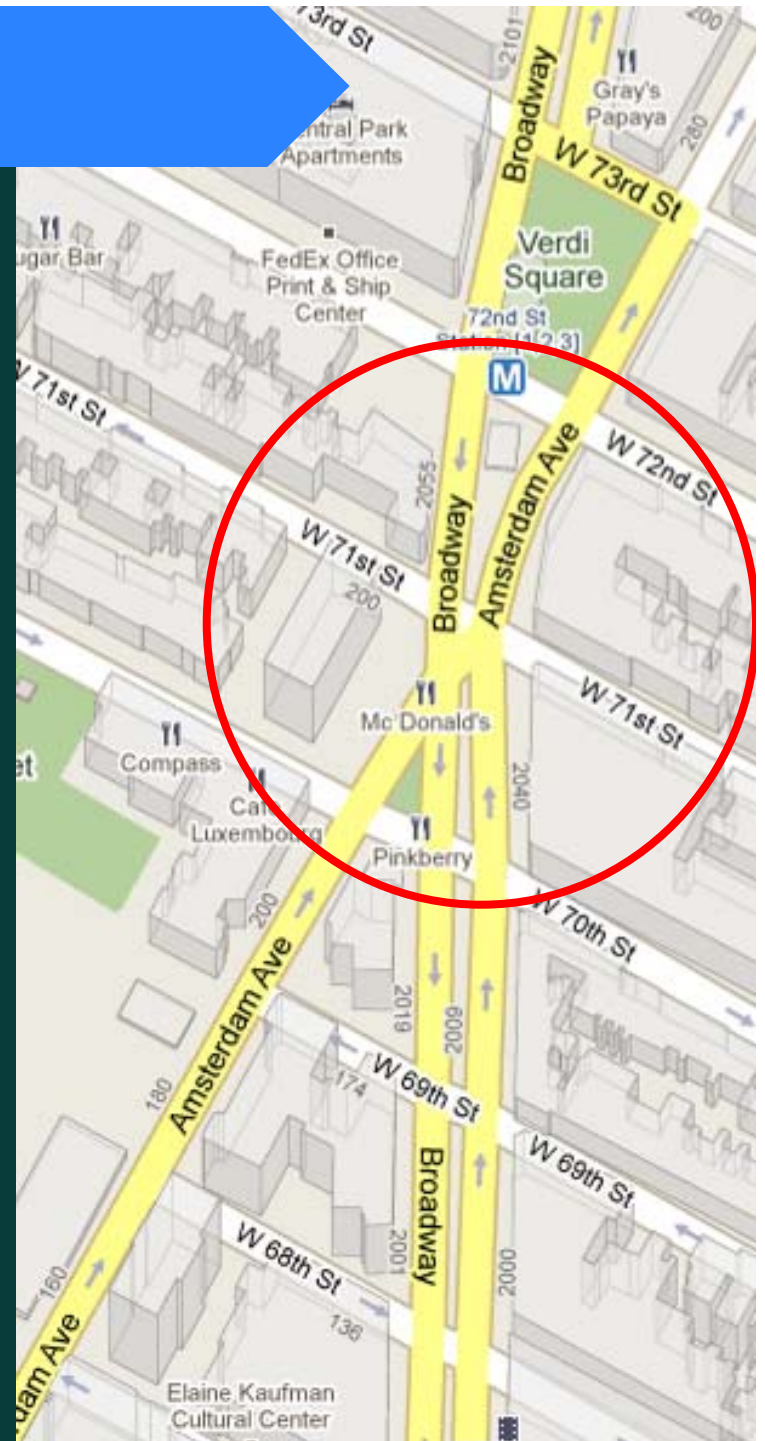 73rd St
2101
Broadway
200
Gray's
Papaya
280
W 73rd St
Central Park
Apartments
Verdi
Square
FedEx Office
Print & Ship
Center
72nd St
Station [1,2,3]
M
W 71st St
2055
W 72nd St
Amsterdam Ave
Broadway
W 71st St
200
W 71st St
Mc'Donald's
2040
Compass
Cafe
Luxembourg
Pinkberry
200
W 70th St
Amsterdam Ave
2019
2009
180
174
W 69th St
W 69th St
Broadway
W 68th St
2001
2000
160
136
dam Ave
Elaine Kaufman
Cultural Center